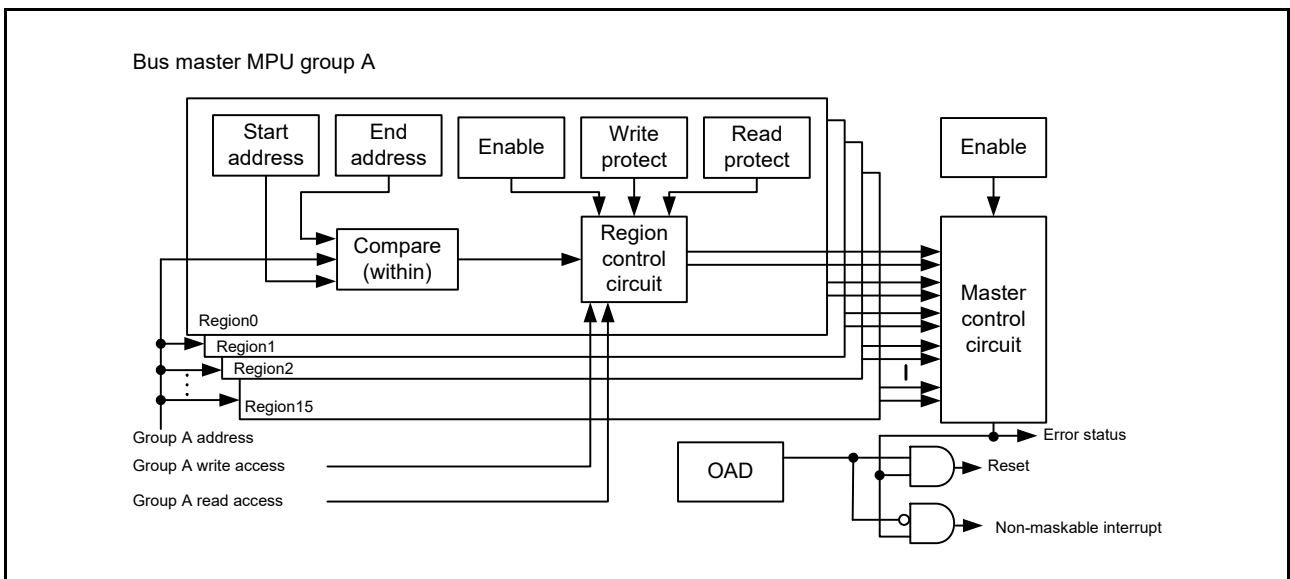 Bus master MPU group A
Start
address
End
address
Enable
Write
protect
Read
protect
Enable
Compare
(within)
Region
control
circuit
Master
control
circuit
Region0
Region1
Region2
Region15
Group A address
Group A write access
Group A read access
OAD
Error status
Reset
Non-maskable interrupt